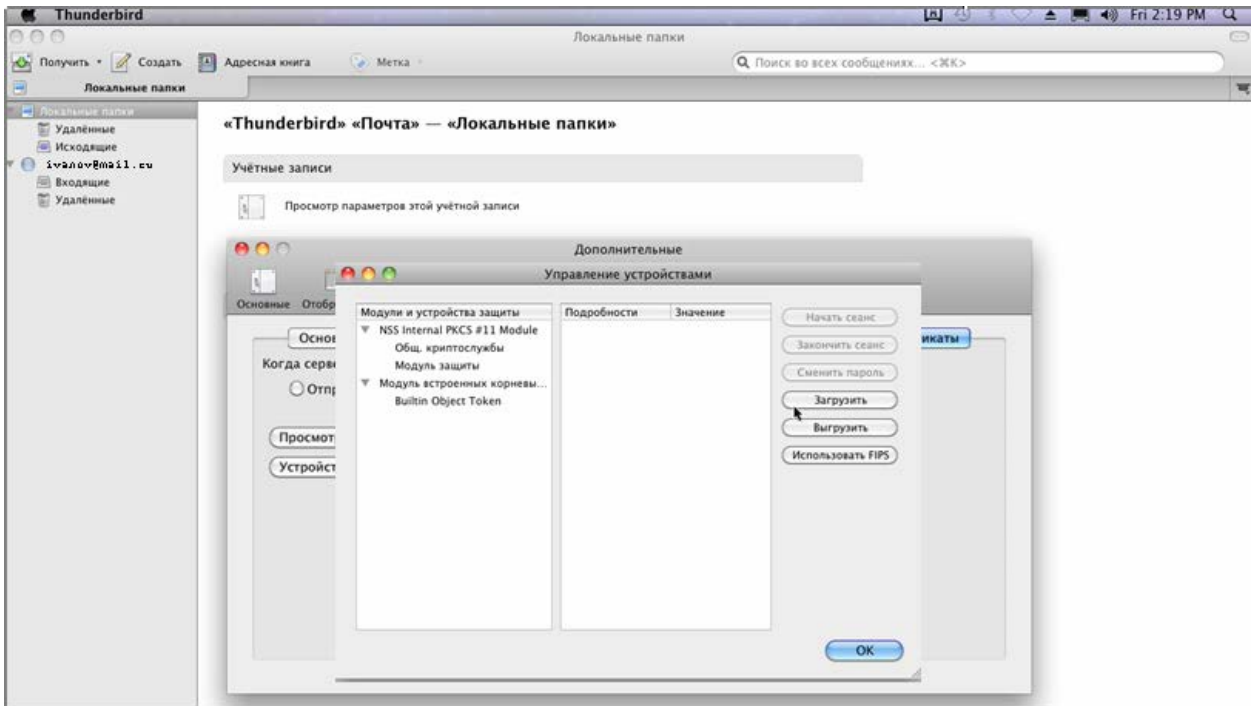 Thunderbird
Fri 2:19 PM
Локальные папки
Получить
Создать
Адресная книга
Метка
Поиск во всех сообщениях... <⌘K>
Локальные папки
Локальные папки
Удалённые
Исходящие
ivanov@mail.ru
Входящие
Удалённые
«Thunderbird» «Почта» — «Локальные папки»
Учётные записи
Просмотр параметров этой учётной записи
Дополнительные
Управление устройствами
Основные Отобр
Модули и устройства защиты
Подробности
Значение
NSS Internal PKCS #11 Module
Общ. криптослужбы
Модуль защиты
Модуль встроенных корневы...
Builtin Object Token
Начать сеанс
Закончить сеанс
Сменить пароль
Загрузить
Выгрузить
Использовать FIPS
Основ
икаты
Когда серве
Отпр
Просмот
Устройст
OK